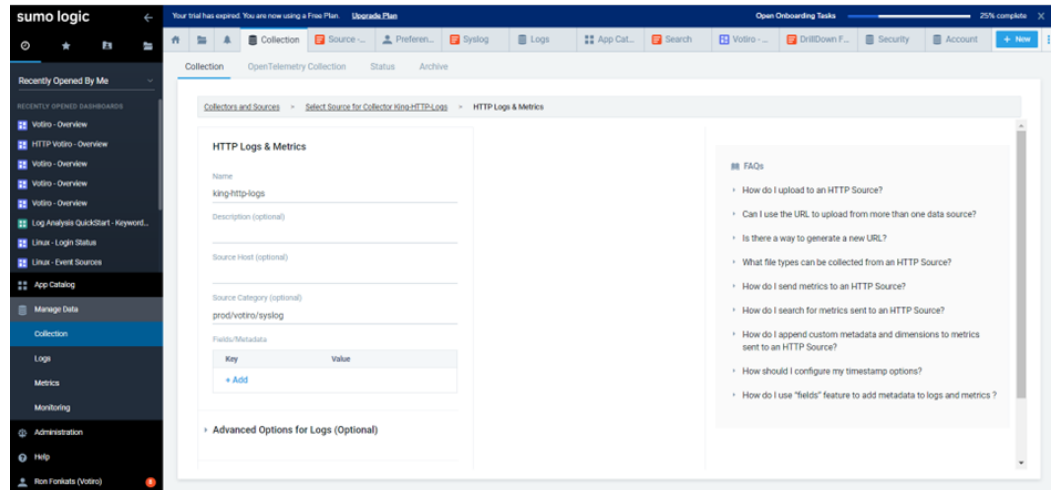 sumo logic
Your trial has expired. You are now using a Free Plan. Upgrade Plan
Open Onboarding Tasks
25% complete
Collection
Source -...
Preferen...
Syslog
Logs
App Cat...
Search
Votiro - ...
DrillDown F...
Security
Account
+ New
Recently Opened By Me
RECENTLY OPENED DASHBOARDS
Votiro - Overview
HTTP Votiro - Overview
Votiro - Overview
Votiro - Overview
Votiro - Overview
Log Analysis QuickStart - Keyword...
Linux - Login Status
Linux - Event Sources
App Catalog
Manage Data
Collection
Logs
Metrics
Monitoring
Administration
Help
Ron Fonkats (Votiro)
Collection
OpenTelemetry Collection
Status
Archive
Collectors and Sources > Select Source for Collector King-HTTP-Logs > HTTP Logs & Metrics
HTTP Logs & Metrics
Name
king-http-logs
Description (optional)
Source Host (optional)
Source Category (optional)
prod/votiro/syslog
Fields/Metadata
Key Value
+ Add
Advanced Options for Logs (Optional)
FAQs
How do I upload to an HTTP Source?
Can I use the URL to upload from more than one data source?
Is there a way to generate a new URL?
What file types can be collected from an HTTP Source?
How do I send metrics to an HTTP Source?
How do I search for metrics sent to an HTTP Source?
How do I append custom metadata and dimensions to metrics
sent to an HTTP Source?
How should I configure my timestamp options?
How do I use "fields" feature to add metadata to logs and metrics ?